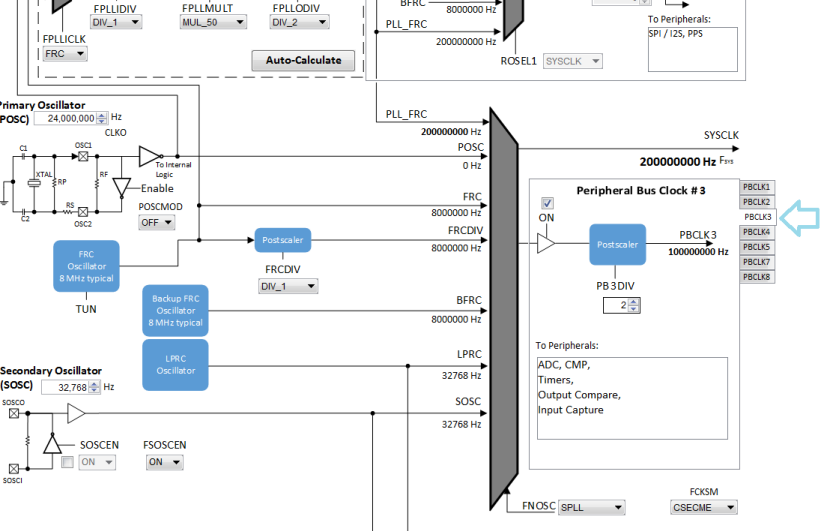 FPLLIDIV
DIV_1
FPLLMULT
MUL_50
FPLLODIV
DIV_2
FPLLICLK
FRC
Auto-Calculate
BFRC
8000000 Hz
PLL_FRC
200000000 Hz
ROSEL1 SYSCLK
To Peripherals:
SPI / I2S, PPS
Primary Oscillator
(POSC) 24,000,000 Hz
CLKO
C1
OSC1
XTAL
RP
RF
To Internal
Logic
Enable
RS
C2
OSC2
POSCMOD
OFF
FRC
Oscillator
8 MHz typical
TUN
Postscaler
FRCDIV
DIV_1
Backup FRC
Oscillator
8 MHz typical
LPRC
Oscillator
Secondary Oscillator
(SOSC) 32,768 Hz
SOSCO
SOSCI
SOSCEN
ON
FSOSCEN
ON
PLL_FRC
200000000 Hz
POSC
0 Hz
FRC
8000000 Hz
FRCDIV
8000000 Hz
BFRC
8000000 Hz
LPRC
32768 Hz
SOSC
32768 Hz
FNOSC SPLL
SYSCLK
200000000 Hz FSYS
Peripheral Bus Clock # 3
ON
Postscaler
PB3DIV
2
PBCLK3
100000000 Hz
To Peripherals:
ADC, CMP,
Timers,
Output Compare,
Input Capture
PBCLK1
PBCLK2
PBCLK3
PBCLK4
PBCLK5
PBCLK7
PBCLK8
FCKSM
CSECME